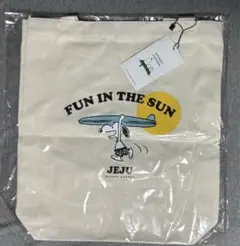 FUN IN THE SUN
JEJU